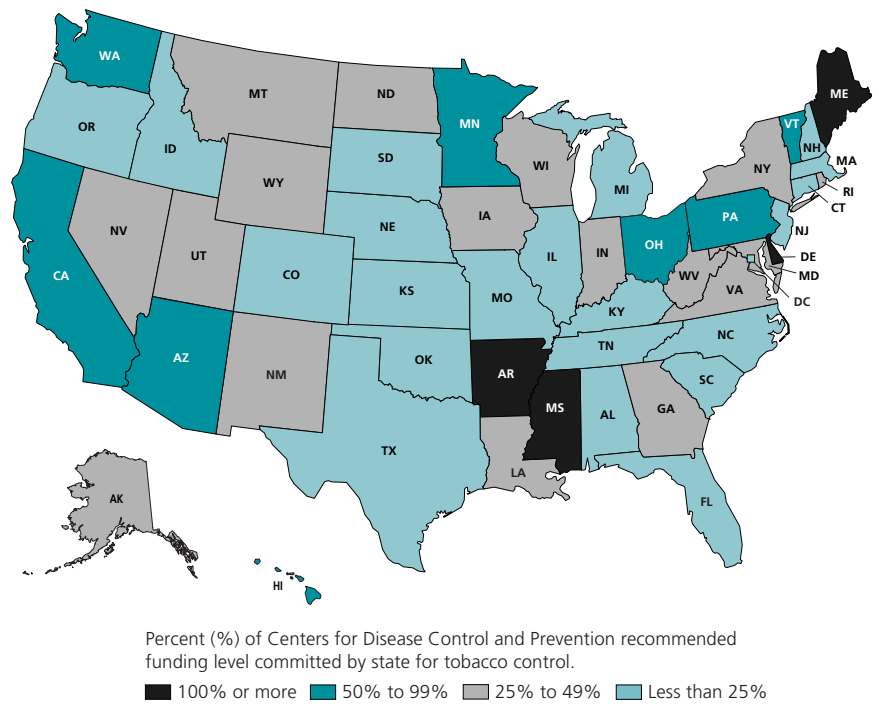 WA
MT
ND
MN
ME
VT
NH
OR
ID
SD
WI
NY
MA
WY
MI
RI
CT
NE
IA
PA
NJ
NV
UT
CO
IL
IN
OH
DE
CA
KS
MO
WV
MD
VA
DC
KY
AZ
NM
OK
AR
TN
NC
SC
MS
AL
GA
TX
LA
AK
FL
HI
Percent (%) of Centers for Disease Control and Prevention recommended
funding level committed by state for tobacco control.
100% or more 50% to 99% 25% to 49% Less than 25%